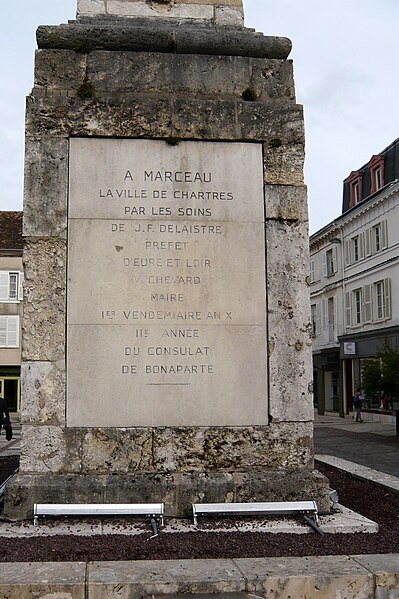 A MARCEAU
LA VILLE DE CHARTRES
PAR LES SOINS
DE J.F. DELAISTRE
PREFET
D'EURE ET LOIR
V. CHEVARD
MAIRE
1ER VENDEMIAIRE AN X
11E ANNEE
DU CONSULAT
DE BONAPARTE